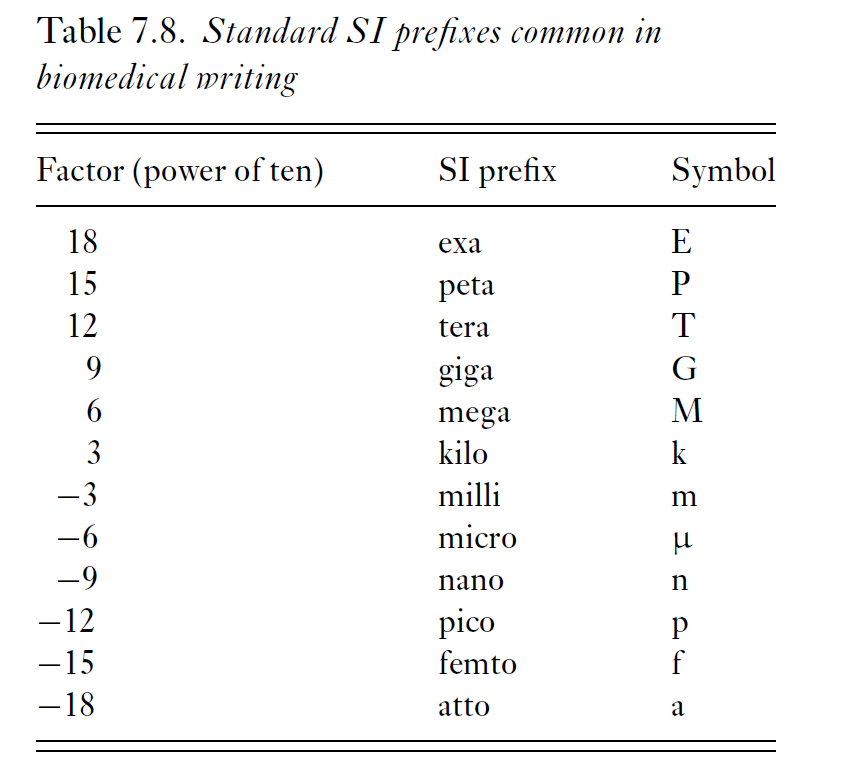 Table 7.8. Standard SI prefixes common in
biomedical writing
Factor (power of ten) SI prefix Symbol
18 exa E
15 peta P
12 tera T
9 giga G
6 mega M
3 kilo k
−3 milli m
−6 micro μ
−9 nano n
−12 pico p
−15 femto f
−18 atto a